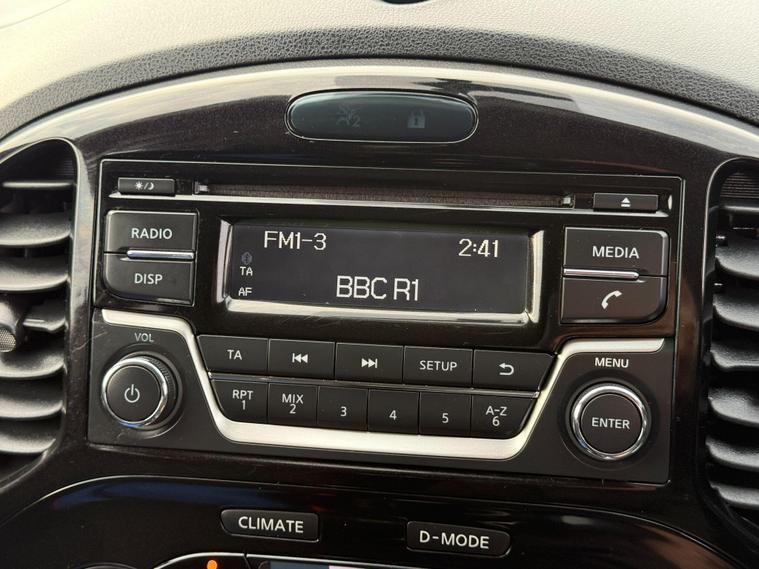 2
RADIO
DISP
FM1-3 2:41
TA
AF
BBC R1
MEDIA
VOL
TA
SETUP
MENU
RPT MIX A-Z
1 2 3 4 5 6
ENTER
CLIMATE
D-MODE